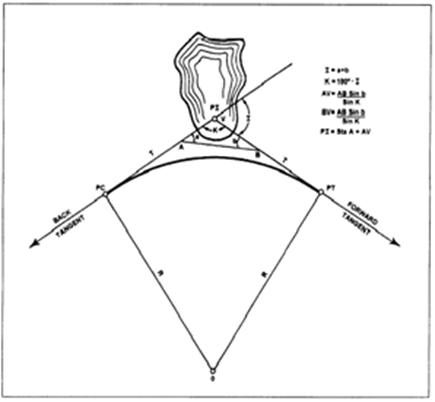 I = a+b
K = 180° - I
AV= AB Sin b
Sin K
BV= AB Sin b
Sin K
PI = Sta A + AV
PI
V
I
a
K
b
A
B
T
T
PC
PT
BACK
TANGENT
FORWARD
TANGENT
R
R
O